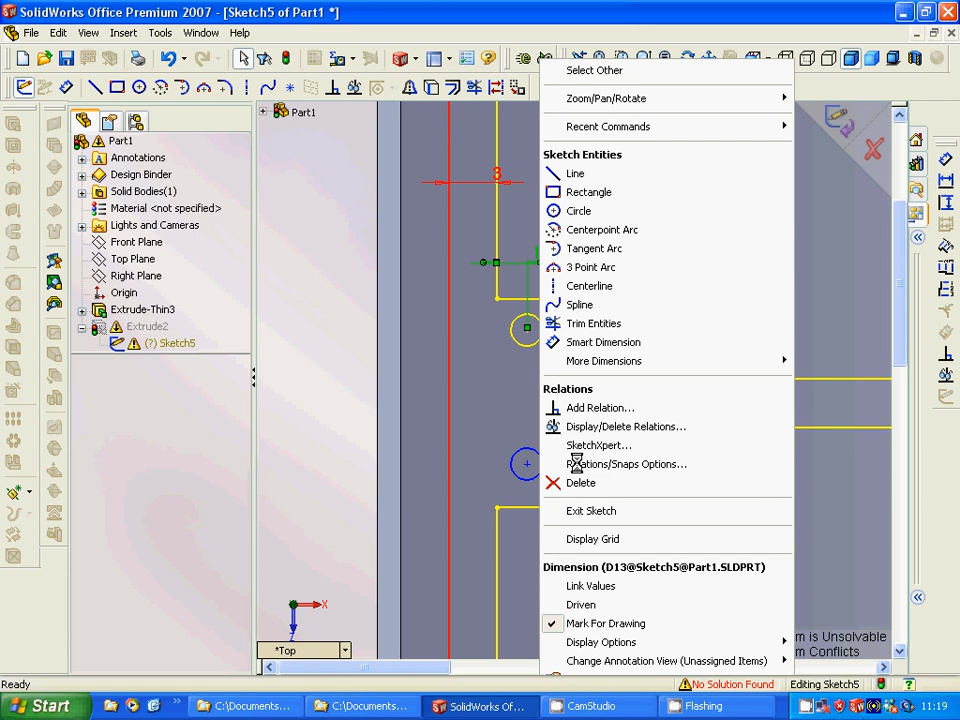 SolidWorks Office Premium 2007 - [Sketch5 of Part1 *]
File Edit View Insert Tools Window Help
Part1
Annotations
Design Binder
Solid Bodies(1)
Material <not specified>
Lights and Cameras
Front Plane
Top Plane
Right Plane
Origin
Extrude-Thin3
Extrude2
(?) Sketch5
Part1
3
*Top
Select Other
Zoom/Pan/Rotate
Recent Commands
Sketch Entities
Line
Rectangle
Circle
Centerpoint Arc
Tangent Arc
3 Point Arc
Centerline
Spline
Trim Entities
Smart Dimension
More Dimensions
Relations
Add Relation...
Display/Delete Relations...
SketchXpert...
Relations/Snaps Options...
Delete
Exit Sketch
Display Grid
Dimension (D13@Sketch5@Part1.SLDPRT)
Link Values
Driven
Mark For Drawing
Display Options
Change Annotation View (Unassigned Items)
m is Unsolvable
m Conflicts
Ready
No Solution Found
Editing Sketch5
Start
C:\Documents...
C:\Documents...
SolidWorks Of...
CamStudio
Flashing
11:19